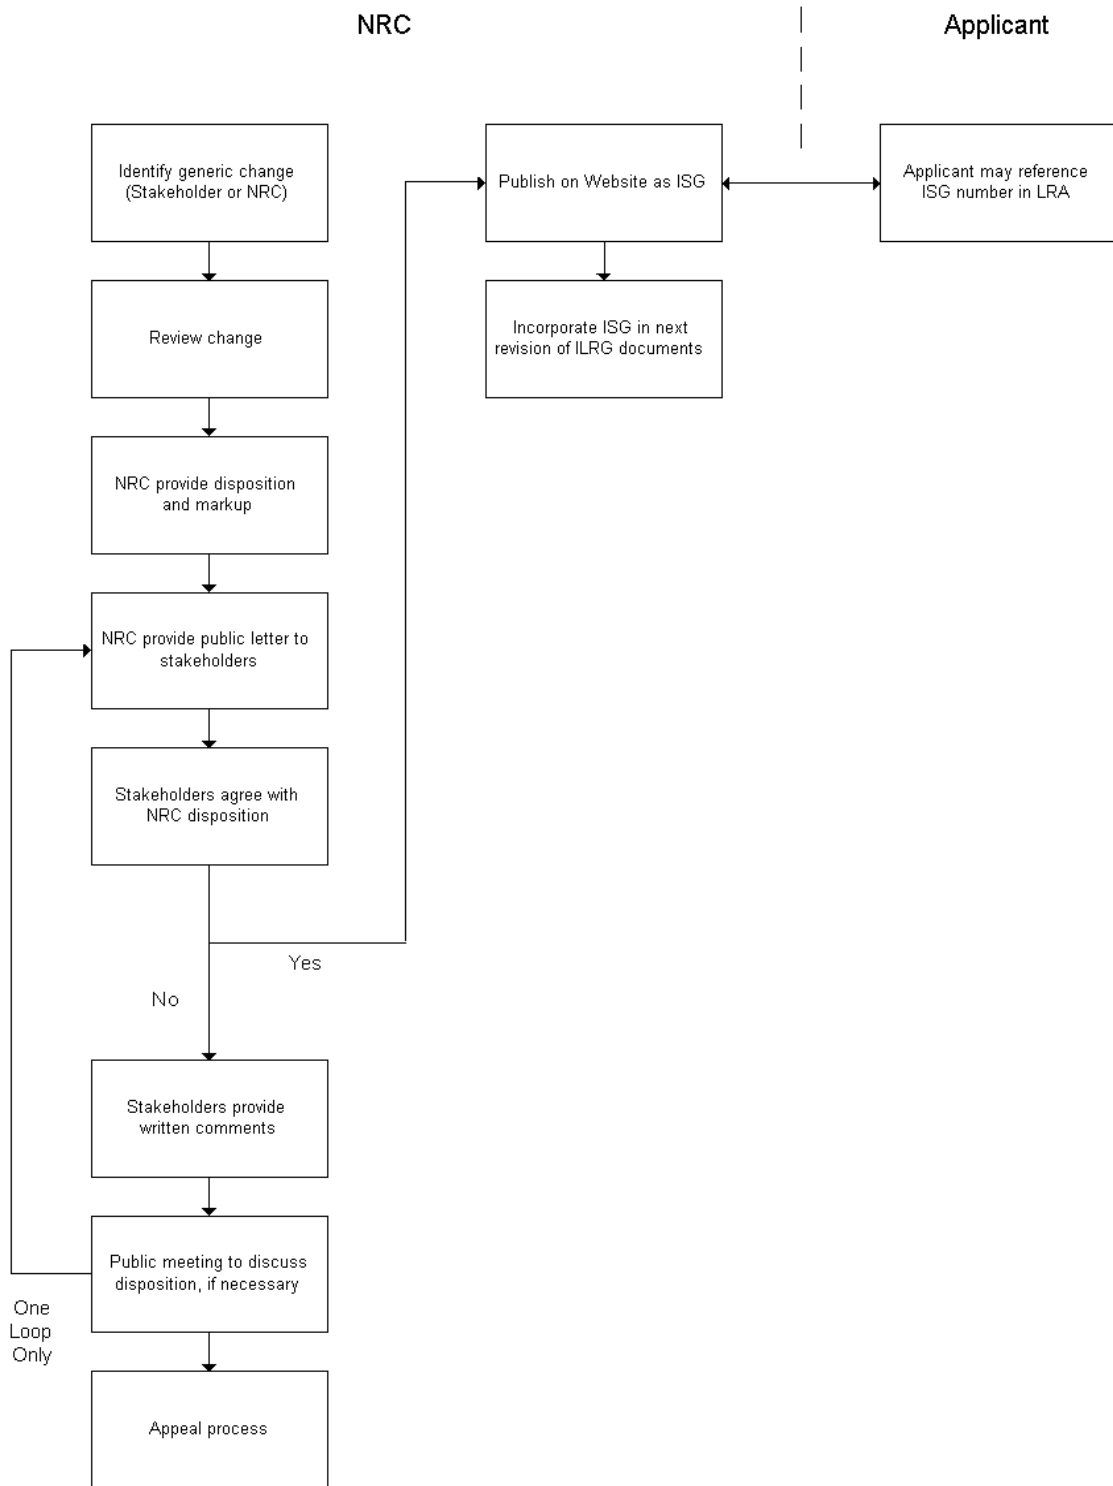 NRC
Applicant
Identify generic change
(Stakeholder or NRC)
Publish on Website as ISG
Applicant may reference
ISG number in LRA
Review change
Incorporate ISG in next
revision of ILRG documents
NRC provide disposition
and markup
NRC provide public letter to
stakeholders
Stakeholders agree with
NRC disposition
Yes
No
Stakeholders provide
written comments
Public meeting to discuss
disposition, if necessary
One
Loop
Only
Appeal process